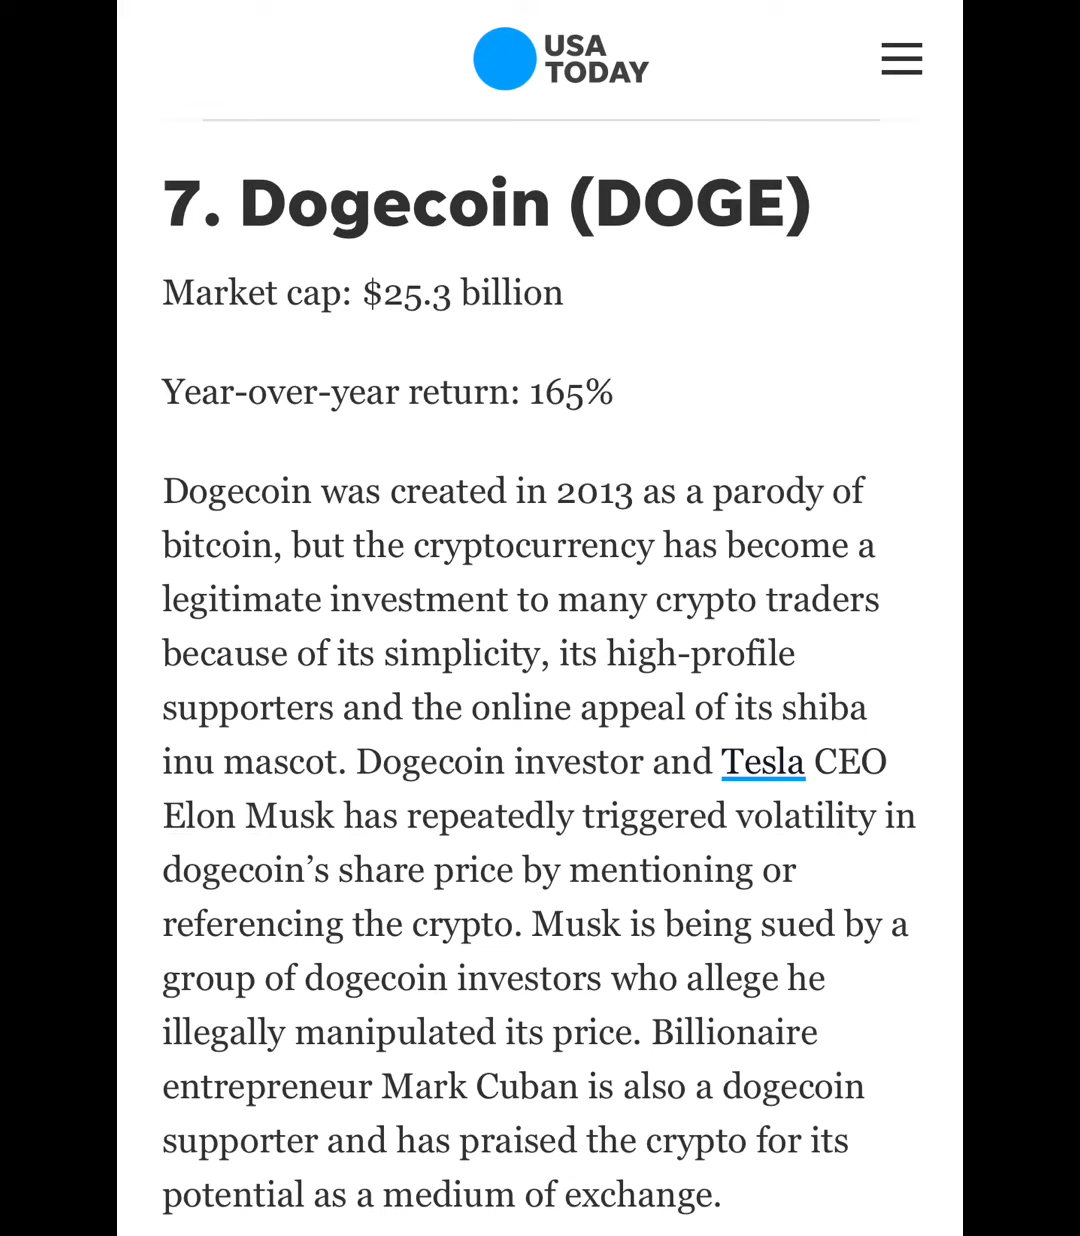 USA
TODAY
7. Dogecoin (DOGE)
Market cap: $25.3 billion
Year-over-year return: 165%
Dogecoin was created in 2013 as a parody of
bitcoin, but the cryptocurrency has become a
legitimate investment to many crypto traders
because of its simplicity, its high-profile
supporters and the online appeal of its shiba
inu mascot. Dogecoin investor and Tesla CEO
Elon Musk has repeatedly triggered volatility in
dogecoin’s share price by mentioning or
referencing the crypto. Musk is being sued by a
group of dogecoin investors who allege he
illegally manipulated its price. Billionaire
entrepreneur Mark Cuban is also a dogecoin
supporter and has praised the crypto for its
potential as a medium of exchange.